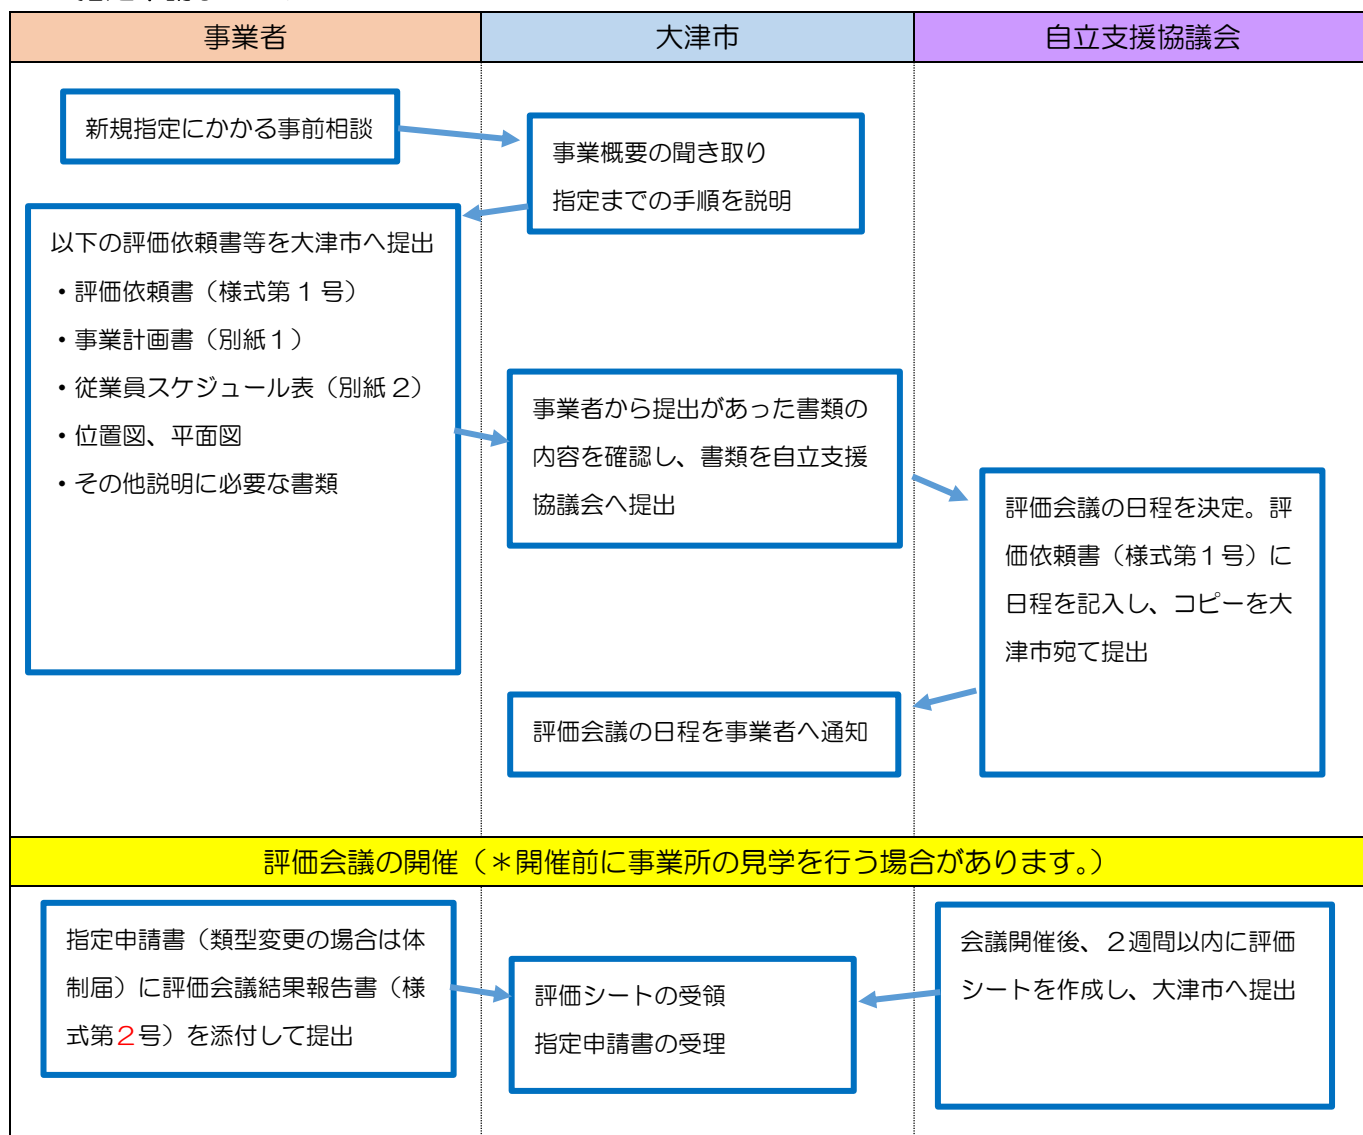 事業者
大津市
自立支援協議会
新規指定にかかる事前相談
事業概要の聞き取り
指定までの手順を説明
以下の評価依頼書等を大津市へ提出
・評価依頼書（様式第１号）
・事業計画書（別紙１）
・従業員スケジュール表（別紙２）
・位置図、平面図
・その他説明に必要な書類
事業者から提出があった書類の
内容を確認し、書類を自立支援
協議会へ提出
評価会議の日程を決定。評
価依頼書（様式第１号）に
日程を記入し、コピーを大
津市宛て提出
評価会議の日程を事業者へ通知
評価会議の開催（＊開催前に事業所の見学を行う場合があります。）
指定申請書（類型変更の場合は体
制届）に評価会議結果報告書（様
式第２号）を添付して提出
評価シートの受領
指定申請書の受理
会議開催後、２週間以内に評価
シートを作成し、大津市へ提出